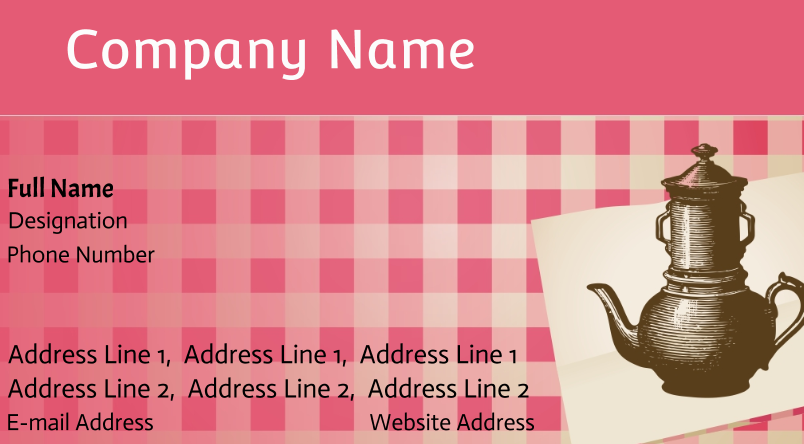 Company Name
Full Name
Designation
Phone Number
Address Line 1, Address Line 1, Address Line 1
Address Line 2, Address Line 2, Address Line 2
E-mail Address Website Address